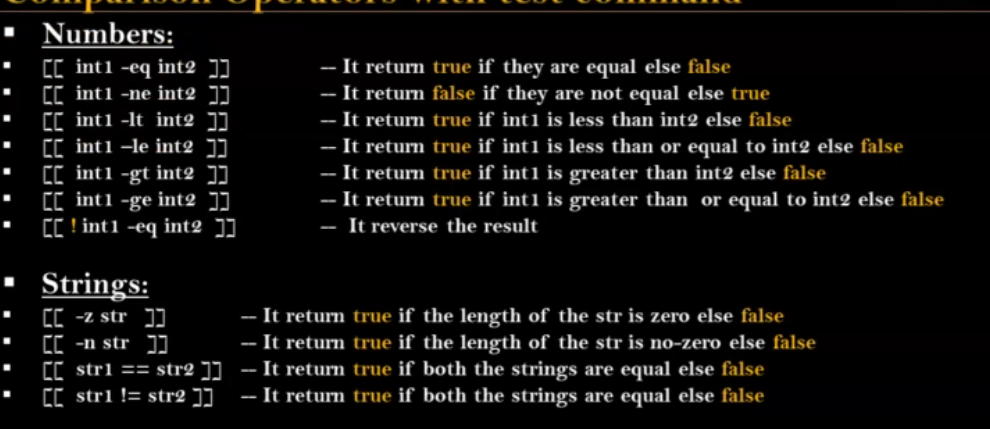 Comparison Operators with test command
▪ Numbers:
▪ [[ int1 -eq int2 ]] -- It return true if they are equal else false
▪ [[ int1 -ne int2 ]] -- It return false if they are not equal else true
▪ [[ int1 -lt int2 ]] -- It return true if int1 is less than int2 else false
▪ [[ int1 –le int2 ]] -- It return true if int1 is less than or equal to int2 else false
▪ [[ int1 -gt int2 ]] -- It return true if int1 is greater than int2 else false
▪ [[ int1 -ge int2 ]] -- It return true if int1 is greater than or equal to int2 else false
▪ [[ ! int1 -eq int2 ]] -- It reverse the result
▪ Strings:
▪ [[ -z str ]] -- It return true if the length of the str is zero else false
▪ [[ -n str ]] -- It return true if the length of the str is no-zero else false
▪ [[ str1 == str2 ]] -- It return true if both the strings are equal else false
▪ [[ str1 != str2 ]] -- It return true if both the strings are equal else false